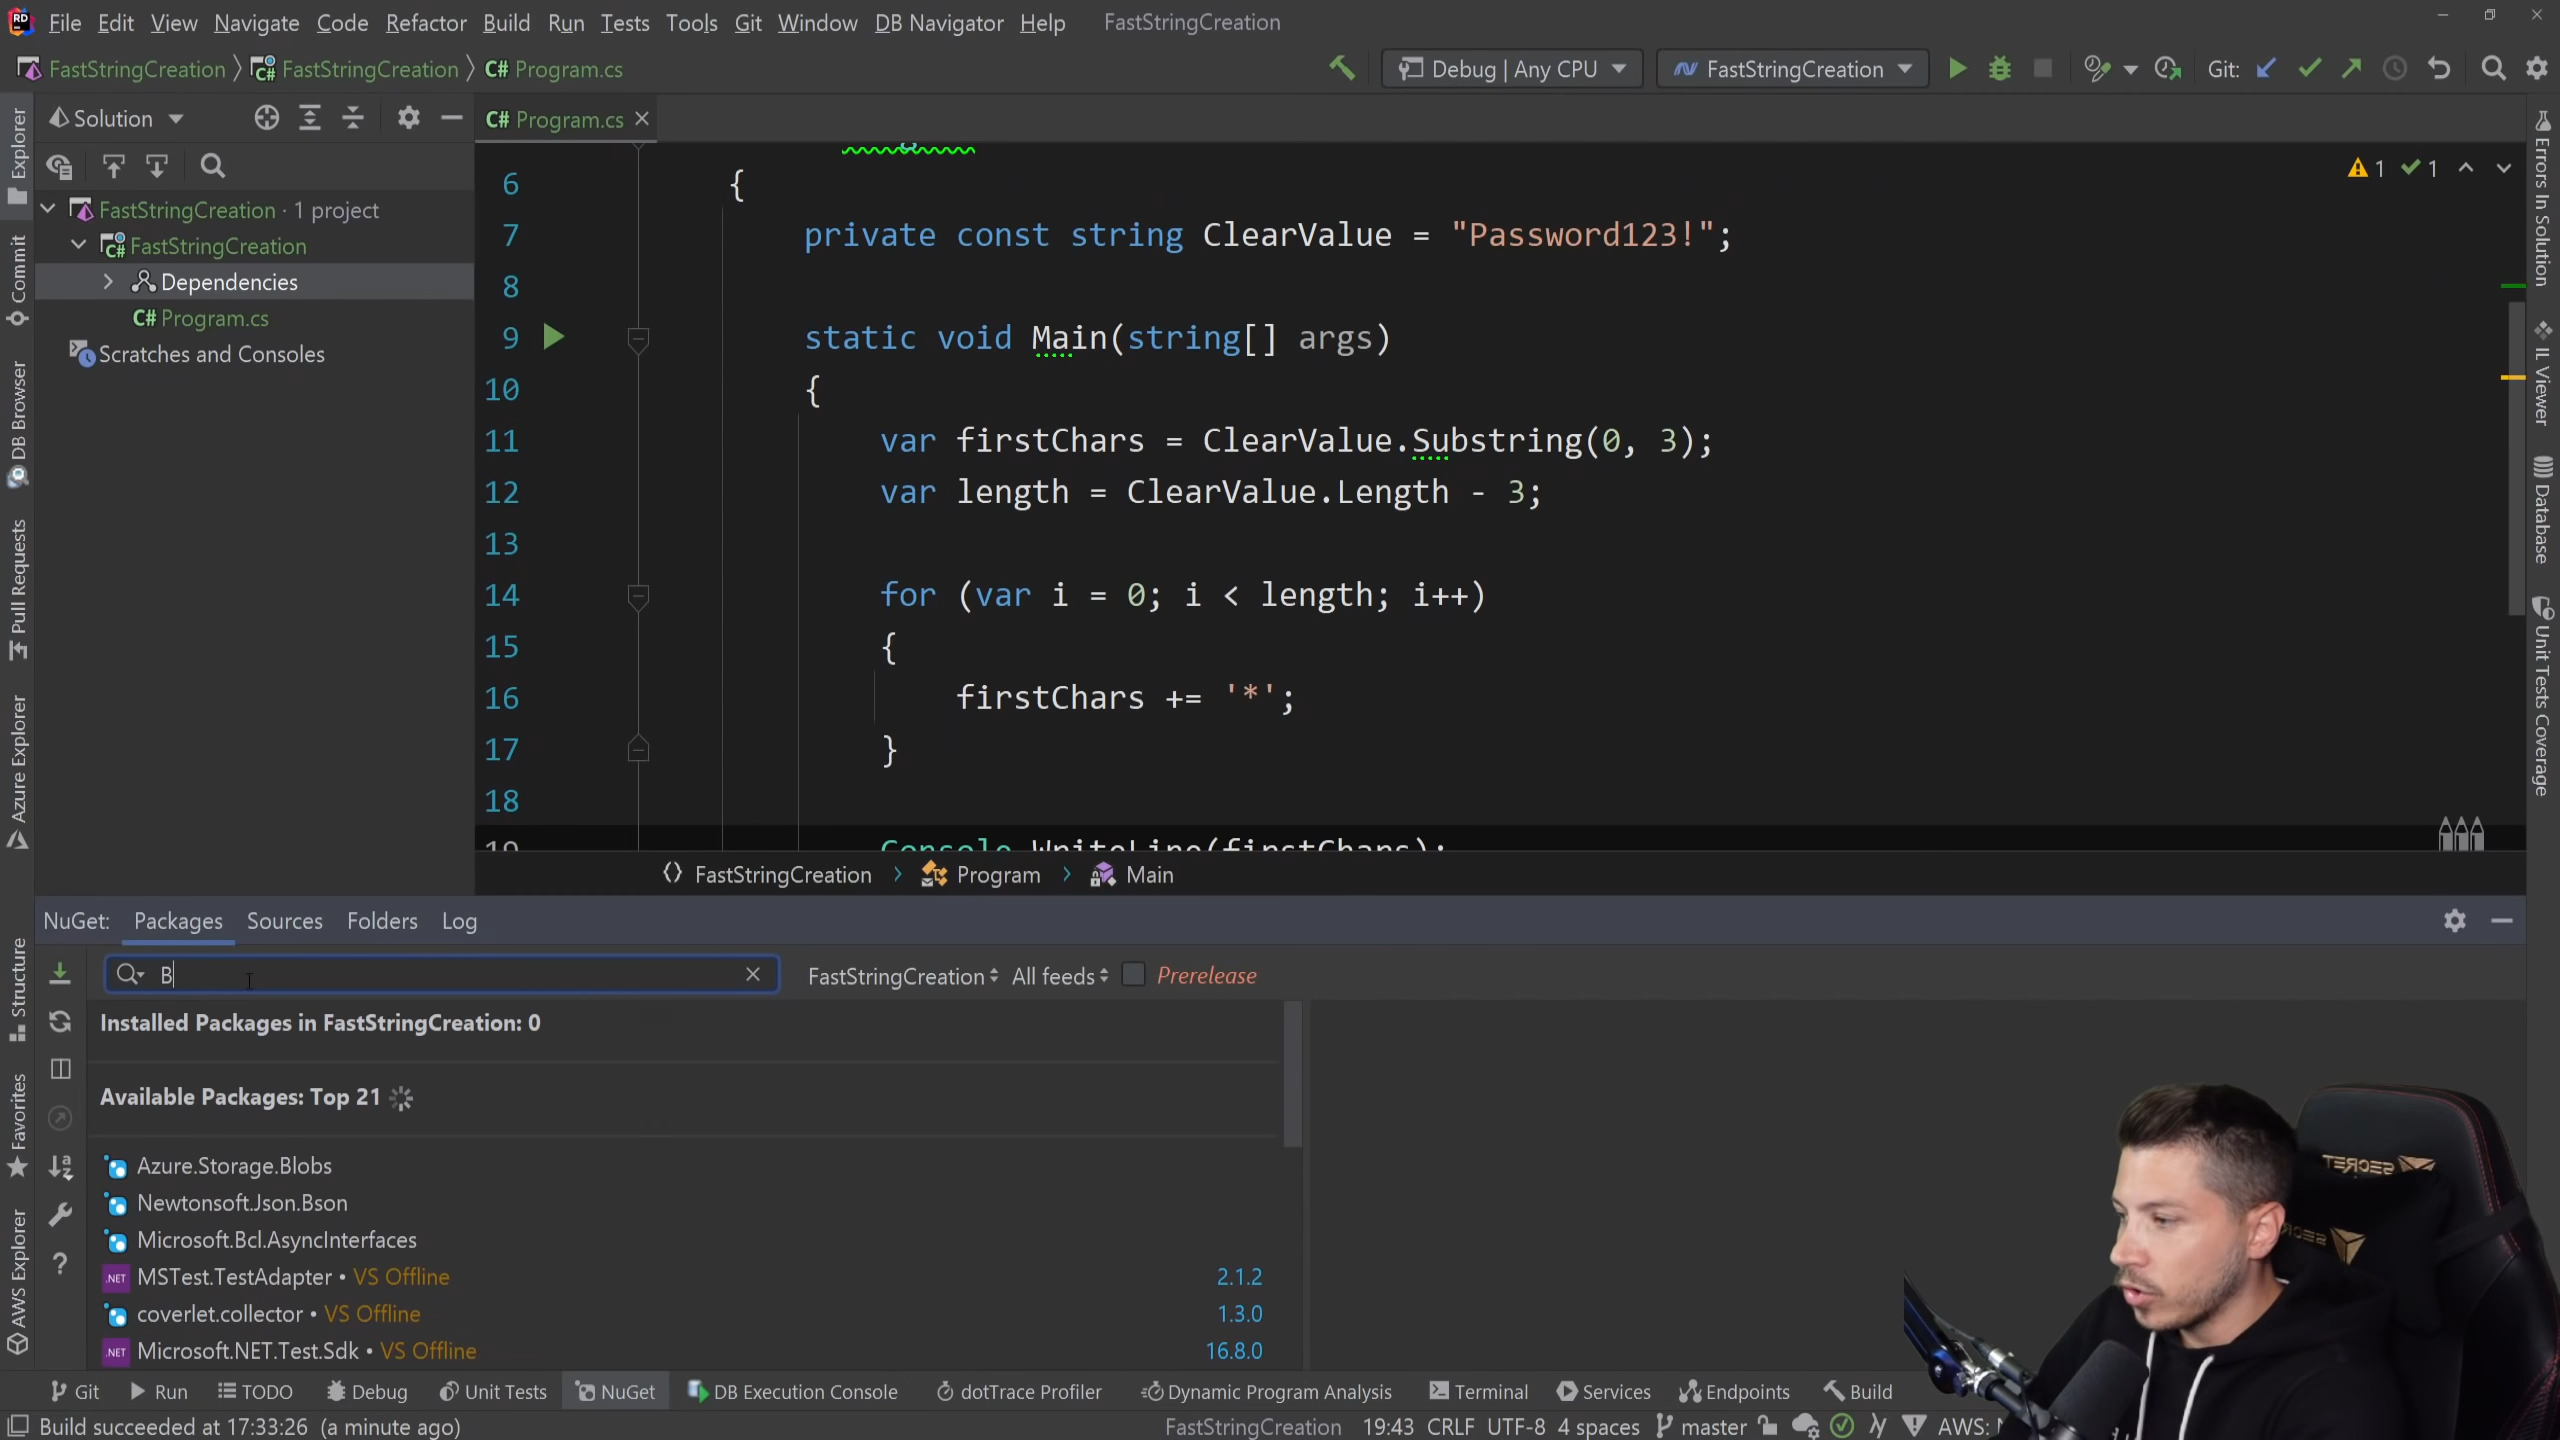 File Edit View Navigate Code Refactor Build Run Tests Tools Git Window DB Navigator Help FastStringCreation
FastStringCreation FastStringCreation C# Program.cs Debug | Any CPU FastStringCreation Git:
Solution
C# Program.cs
FastStringCreation · 1 project
FastStringCreation
Dependencies
C# Program.cs
Scratches and Consoles
1 1
6 {
7 private const string ClearValue = "Password123!";
8
9 static void Main(string[] args)
10 {
11 var firstChars = ClearValue.Substring(0, 3);
12 var length = ClearValue.Length - 3;
13
14 for (var i = 0; i < length; i++)
15 {
16 firstChars += '*';
17 }
18
19 Console.WriteLine(firstChars);
FastStringCreation Program Main
NuGet: Packages Sources Folders Log
B FastStringCreation All feeds Prerelease
Installed Packages in FastStringCreation: 0
Available Packages: Top 21
Azure.Storage.Blobs
Newtonsoft.Json.Bson
Microsoft.Bcl.AsyncInterfaces
MSTest.TestAdapter • VS Offline 2.1.2
coverlet.collector • VS Offline 1.3.0
Microsoft.NET.Test.Sdk • VS Offline 16.8.0
Git Run TODO Debug Unit Tests NuGet DB Execution Console dotTrace Profiler Dynamic Program Analysis Terminal Services Endpoints Build
Build succeeded at 17:33:26 (a minute ago) FastStringCreation 19:43 CRLF UTF-8 4 spaces master AWS:
Explorer
Commit
DB Browser
Pull Requests
Azure Explorer
Structure
Favorites
AWS Explorer
Errors In Solution
IL Viewer
Database
Unit Tests Coverage
SECRET